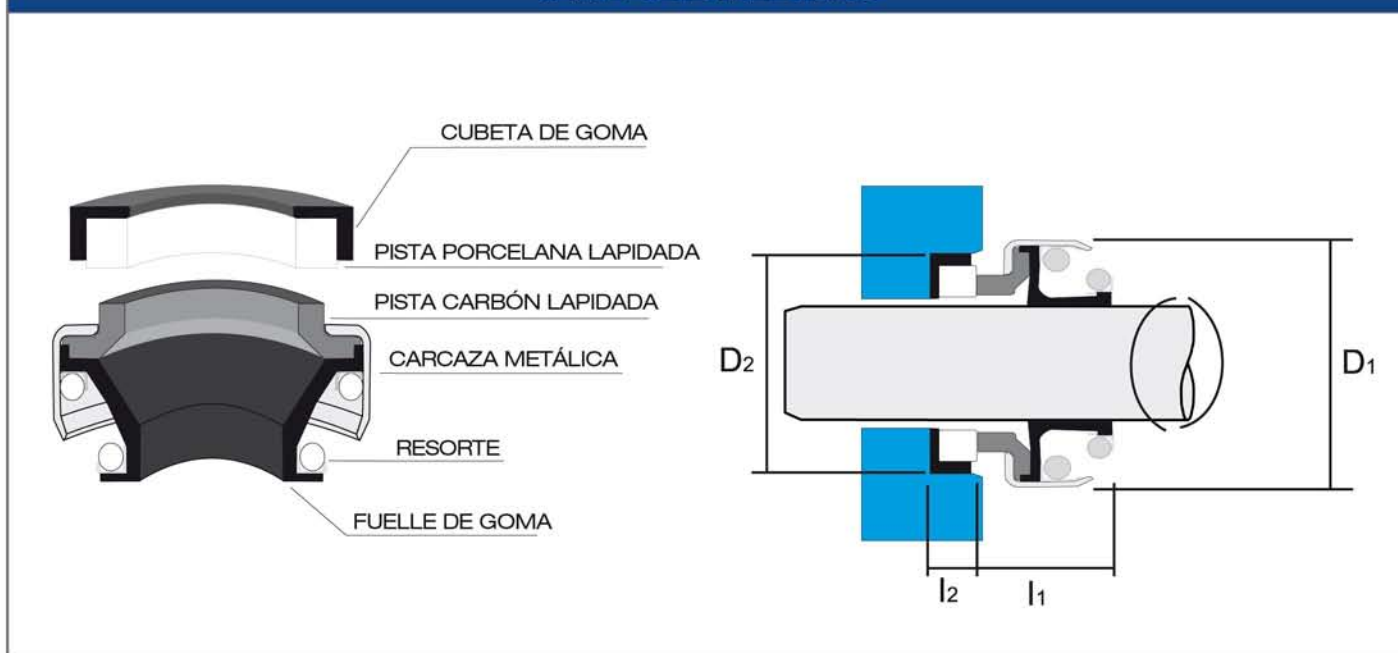 CUBETA DE GOMA
PISTA PORCELANA LAPIDADA
PISTA CARBÓN LAPIDADA
CARCAZA METÁLICA
RESORTE
FUELLE DE GOMA
D2
D1
l2
l1